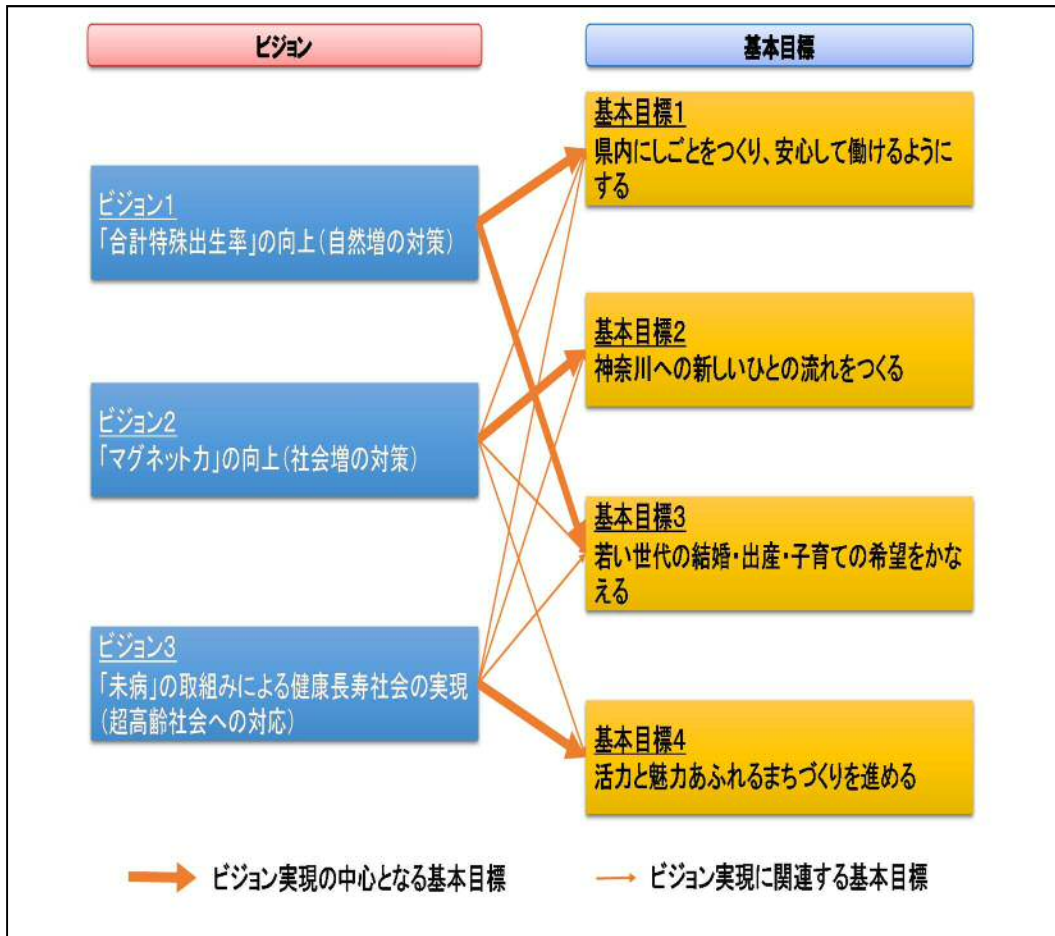 ビジョン
基本目標
ビジョン1
「合計特殊出生率」の向上(自然増の対策)
ビジョン2
「マグネット力」の向上(社会増の対策)
ビジョン3
「未病」の取組みによる健康長寿社会の実現
(超高齢社会への対応)
基本目標1
県内にしごとをつくり、安心して働けるように
する
基本目標2
神奈川への新しいひとの流れをつくる
基本目標3
若い世代の結婚・出産・子育ての希望をかな
える
基本目標4
活力と魅力あふれるまちづくりを進める
ビジョン実現の中心となる基本目標
ビジョン実現に関連する基本目標